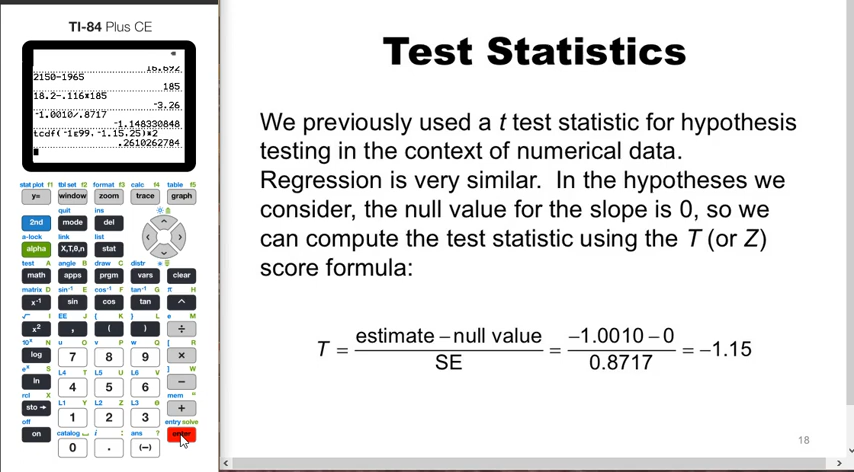 TI-84 Plus CE
16.692
2150-1965
185
18.2-.116*185
-3.26
-1.0010/.8717
-1.148330848
tcdf(-1ᴇ99,-1.15,25)*2
.2610262784
stat plot f1 tbl set f2 format f3 calc f4 table f5
y= window zoom trace graph
quit ins
2nd mode del
a-lock link list
alpha X,T,θ,n stat
test A angle B draw C distr
math apps prgm vars clear
matrix D sin⁻¹ E cos⁻¹ F tan⁻¹ G π H
x⁻¹ sin cos tan ^
√ I EE J { K } L e M
x² , ( ) ÷
10ˣ N u O v P w Q [ R
log 7 8 9 ×
eˣ S L4 T L5 U L6 V ] W
ln 4 5 6 −
rcl X L1 Y L2 Z L3 θ mem "
sto→ 1 2 3 +
off catalog i : ans ? entry solve
on 0 . (−) enter
Test Statistics
We previously used a t test statistic for hypothesis
testing in the context of numerical data.
Regression is very similar. In the hypotheses we
consider, the null value for the slope is 0, so we
can compute the test statistic using the T (or Z)
score formula:
T = estimate − null value / SE = −1.0010 − 0 / 0.8717 = −1.15
18